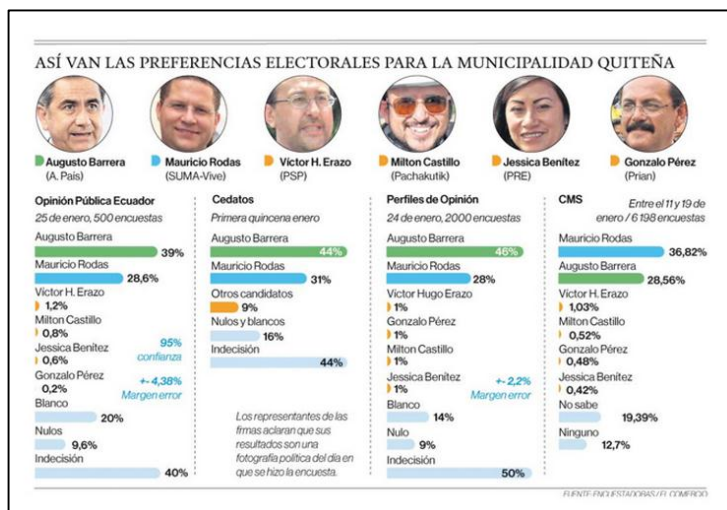 ASÍ VAN LAS PREFERENCIAS ELECTORALES PARA LA MUNICIPALIDAD QUITEÑA
Augusto Barrera
(A. País)
Mauricio Rodas
(SUMA-Vive)
Víctor H. Erazo
(PSP)
Milton Castillo
(Pachakutik)
Jessica Benítez
(PRE)
Gonzalo Pérez
(Prian)
Opinión Pública Ecuador
25 de enero, 500 encuestas
Augusto Barrera
39%
Mauricio Rodas
28,6%
Víctor H. Erazo
1,2%
Milton Castillo
0,8%
Jessica Benítez
0,6%
Gonzalo Pérez
0,2%
Blanco
20%
Nulos
9,6%
Indecisión
40%
95%
confianza
+- 4,38%
Margen error
Cedatos
Primera quincena enero
Augusto Barrera
44%
Mauricio Rodas
31%
Otros candidatos
9%
Nulos y blancos
16%
Indecisión
44%
Los representantes de las
firmas aclaran que sus
resultados son una
fotografía política del día en
que se hizo la encuesta.
Perfiles de Opinión
24 de enero, 2000 encuestas
Augusto Barrera
46%
Mauricio Rodas
28%
Víctor Hugo Erazo
1%
Gonzalo Pérez
1%
Milton Castillo
1%
Jessica Benítez
1%
Blanco
14%
Nulo
9%
Indecisión
50%
+- 2,2%
Margen error
CMS
Entre el 11 y 19 de
enero / 6 198 encuestas
Mauricio Rodas
36,82%
Augusto Barrera
28,56%
Víctor H. Erazo
1,03%
Milton Castillo
0,52%
Gonzalo Pérez
0,48%
Jessica Benítez
0,42%
No sabe
19,39%
Ninguno
12,7%
FUENTE-ENCUESTADORAS / EL COMERCIO